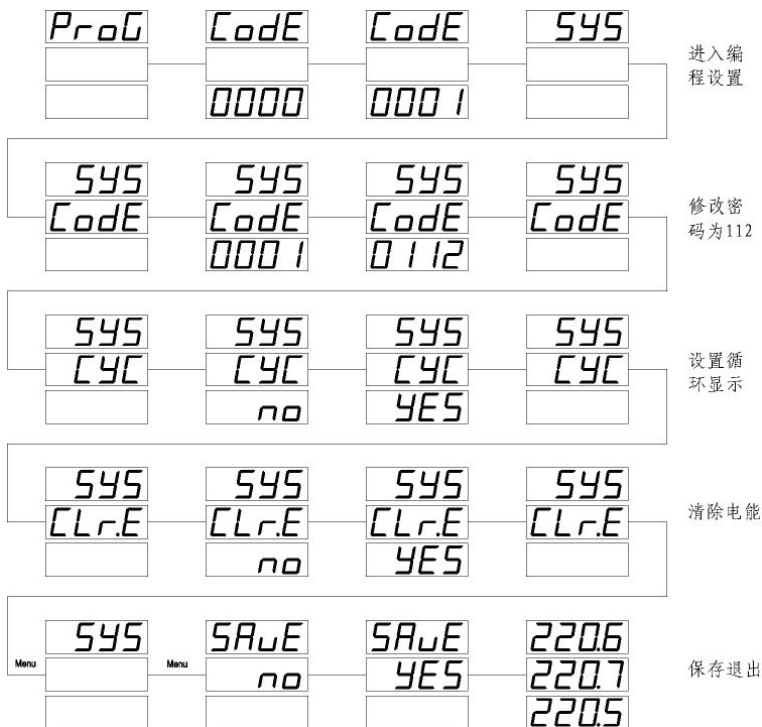 ProG CodE CodE SYS
0000 0001
进入编
程设置
SYS SYS SYS SYS
CodE CodE CodE CodE
0001 0112
修改密
码为112
SYS SYS SYS SYS
CYC CYC CYC CYC
no YES
设置循
环显示
SYS SYS SYS SYS
CLr.E CLr.E CLr.E CLr.E
no YES
清除电能
SYS SAvE SAvE 220.6
Menu Menu no YES 220.7
220.5
保存退出